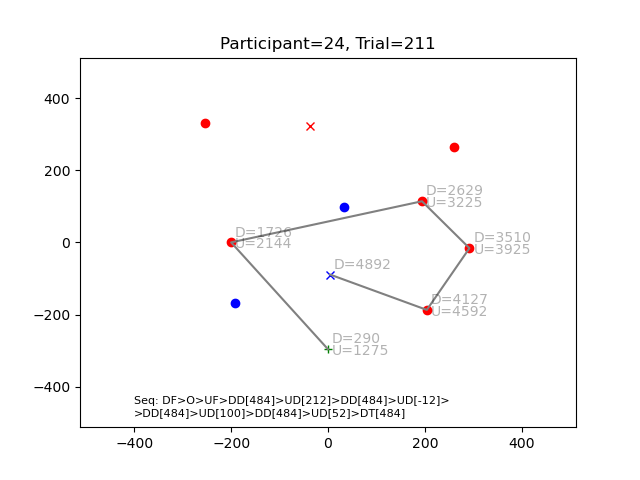 Participant=24, Trial=211
400
200
0
−200
−400
D=2629
U=3225
D=1726
U=2144
D=3510
U=3925
D=4892
D=4127
U=4592
D=290
U=1275
Seq: DF>O>UF>DD[484]>UD[212]>DD[484]>UD[-12]>
>DD[484]>UD[100]>DD[484]>UD[52]>DT[484]
−400 −200 0 200 400